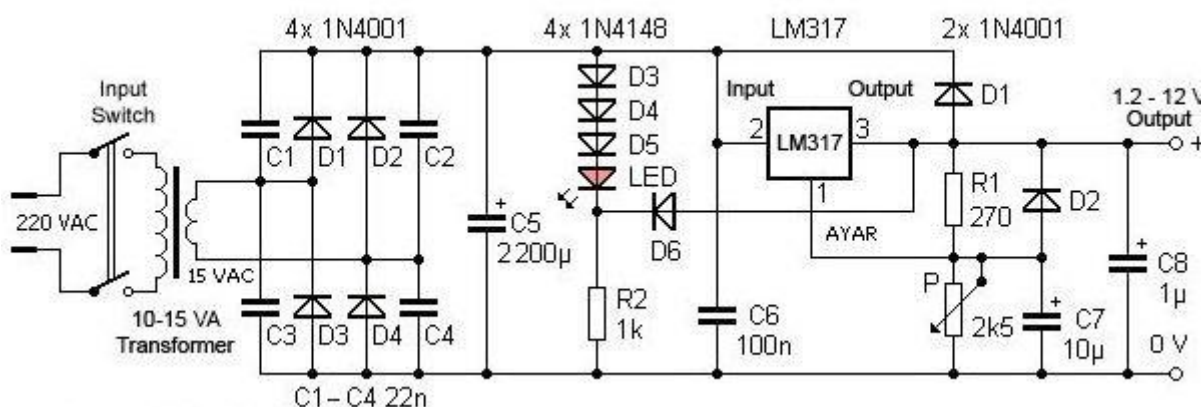 4x 1N4001
4x 1N4148
LM317
2x 1N4001
Input
Switch
220 VAC
15 VAC
10-15 VA
Transformer
C1
D1
D2
C2
C3
D3
D4
C4
C1 – C4 22n
+
C5
2200µ
D3
D4
D5
LED
D6
R2
1k
C6
100n
Input
Output
2
LM317
3
1
AYAR
D1
R1
270
D2
P
2k5
+
C7
10µ
+
C8
1µ
1.2 - 12 V
Output
+
0 V